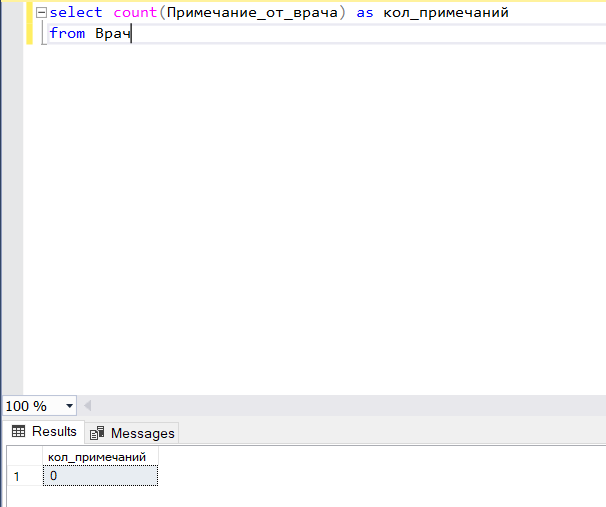 select count(Примечание_от_врача) as кол_примечаний
from Врач
100 %
Results Messages
кол_примечаний
1 0